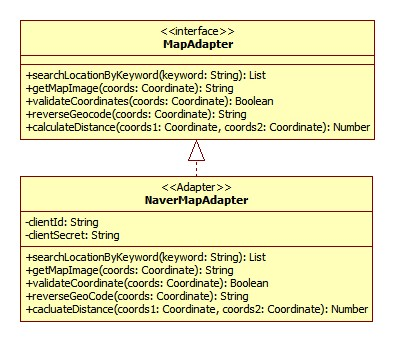 <<interface>>
MapAdapter
+searchLocationByKeyword(keyword: String): List
+getMapImage(coords: Coordinate): String
+validateCoordinates(coords: Coordinate): Boolean
+reverseGeocode(coords: Coordinate): String
+calculateDistance(coords1: Coordinate, coords2: Coordinate): Number
<<Adapter>>
NaverMapAdapter
-clientId: String
-clientSecret: String
+searchLocationByKeyword(keyword: String): List
+getMapImage(coords: Coordinate): String
+validateCoordinate(coords: Coordinate): Boolean
+reverseGeoCode(coords: Coordinate): String
+cacluateDistance(coords1: Coordinate, coords2: Coordinate): Number